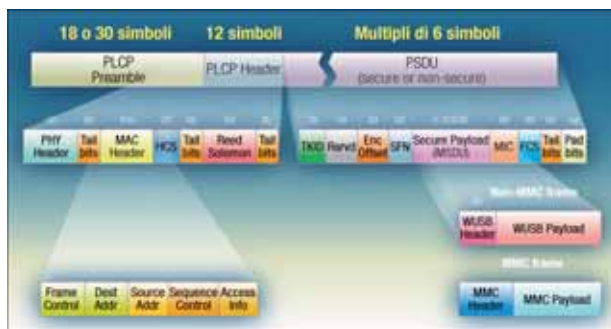 18 o 30 simboli
12 simboli
Multipli di 6 simboli
PLCP
Preamble
PLCP Header
PSDU
(secure or non-secure)
PHY
Header
Tail
bits
MAC
Header
HCS
Tail
bits
Reed
Solomon
Tail
bits
TKID
Rsrvd
Enc
Offset
SFN
Secure Payload
(MSDU)
MIC
FCS
Tail
bits
Pad
bits
Non-MMC frame
WUSB
Header
WUSB Payload
MMC frame
MMC
Header
MMC Payload
Frame
Control
Dest
Addr
Source
Addr
Sequence
Control
Access
Info